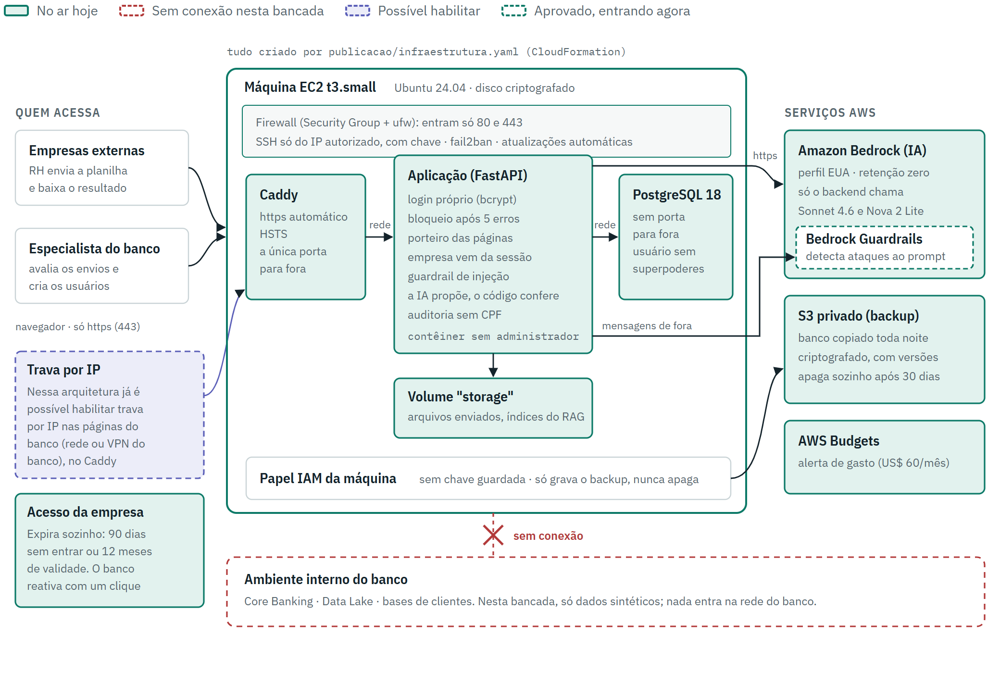 No ar hoje
Sem conexão nesta bancada
Possível habilitar
Aprovado, entrando agora
tudo criado por publicacao/infraestrutura.yaml (CloudFormation)
QUEM ACESSA
Empresas externas
RH envia a planilha
e baixa o resultado
Especialista do banco
avalia os envios e
cria os usuários
navegador · só https (443)
Trava por IP
Nessa arquitetura já é
possível habilitar trava
por IP nas páginas do
banco (rede ou VPN do
banco), no Caddy
Acesso da empresa
Expira sozinho: 90 dias
sem entrar ou 12 meses
de validade. O banco
reativa com um clique
Máquina EC2 t3.small
Ubuntu 24.04 · disco criptografado
Firewall (Security Group + ufw): entram só 80 e 443
SSH só do IP autorizado, com chave · fail2ban · atualizações automáticas
Caddy
https automático
HSTS
a única porta
para fora
rede
Aplicação (FastAPI)
login próprio (bcrypt)
bloqueio após 5 erros
porteiro das páginas
empresa vem da sessão
guardrail de injeção
a IA propõe, o código confere
auditoria sem CPF
contêiner sem administrador
rede
PostgreSQL 18
sem porta
para fora
usuário sem
superpoderes
mensagens de fora
Volume "storage"
arquivos enviados, índices do RAG
Papel IAM da máquina
sem chave guardada · só grava o backup, nunca apaga
https
SERVIÇOS AWS
Amazon Bedrock (IA)
perfil EUA · retenção zero
só o backend chama
Sonnet 4.6 e Nova 2 Lite
Bedrock Guardrails
detecta ataques ao prompt
S3 privado (backup)
banco copiado toda noite
criptografado, com versões
apaga sozinho após 30 dias
AWS Budgets
alerta de gasto (US$ 60/mês)
sem conexão
Ambiente interno do banco
Core Banking · Data Lake · bases de clientes. Nesta bancada, só dados sintéticos; nada entra na rede do banco.